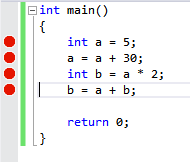 int main()
{
int a = 5;
a = a + 30;
int b = a * 2;
b = a + b;
return 0;
}